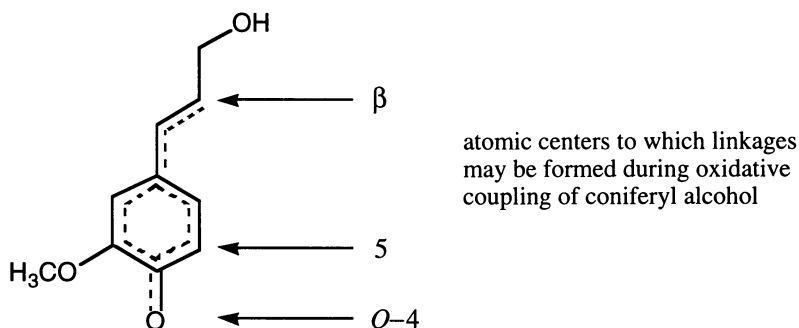 OH
β
atomic centers to which linkages
may be formed during oxidative
coupling of coniferyl alcohol
5
H₃CO
O
O–4